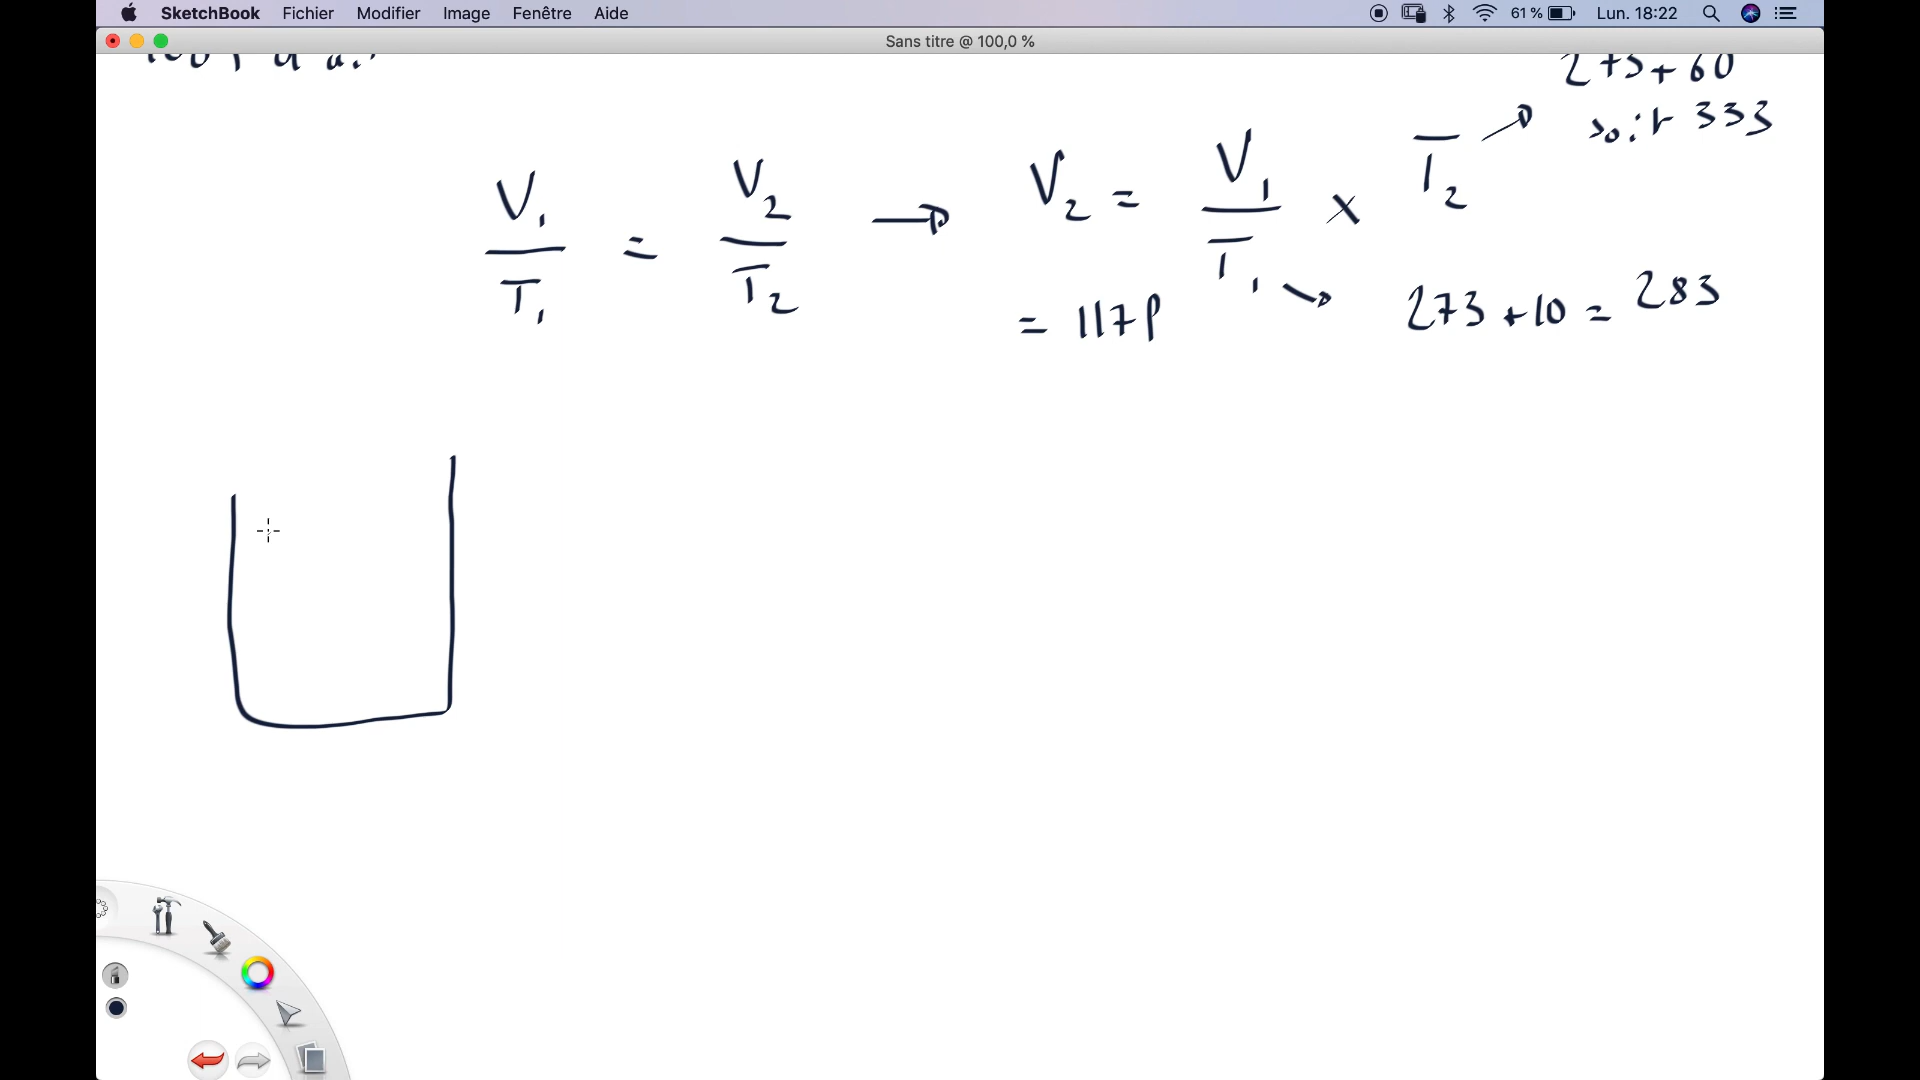 SketchBook Fichier Modifier Image Fenêtre Aide 61 % Lun. 18:22
Sans titre @ 100,0 %
273+60
soit 333
V1/T1 = V2/T2 → V2 = V1/T1 × T2
= 117 l
273 + 10 = 283